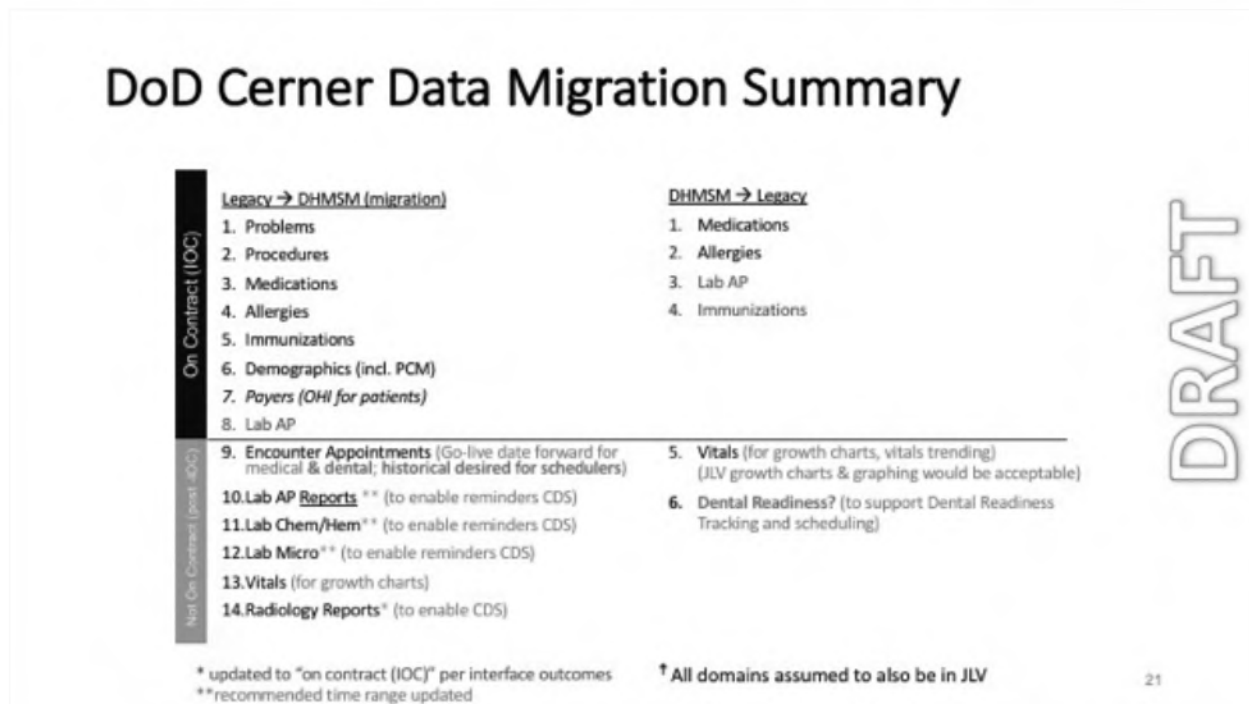 DoD Cerner Data Migration Summary
On Contract (IOC)
Legacy → DHMSM (migration)
1. Problems
2. Procedures
3. Medications
4. Allergies
5. Immunizations
6. Demographics (incl. PCM)
7. Payers (OHI for patients)
8. Lab AP
DHMSM → Legacy
1. Medications
2. Allergies
3. Lab AP
4. Immunizations
Not On Contract (post -IOC)
9. Encounter Appointments (Go-live date forward for
medical & dental; historical desired for schedulers)
10.Lab AP Reports ** (to enable reminders CDS)
11.Lab Chem/Hem** (to enable reminders CDS)
12.Lab Micro** (to enable reminders CDS)
13.Vitals (for growth charts)
14.Radiology Reports* (to enable CDS)
5. Vitals (for growth charts, vitals trending)
(JLV growth charts & graphing would be acceptable)
6. Dental Readiness? (to support Dental Readiness
Tracking and scheduling)
DRAFT
* updated to "on contract (IOC)" per interface outcomes
**recommended time range updated
† All domains assumed to also be in JLV
21